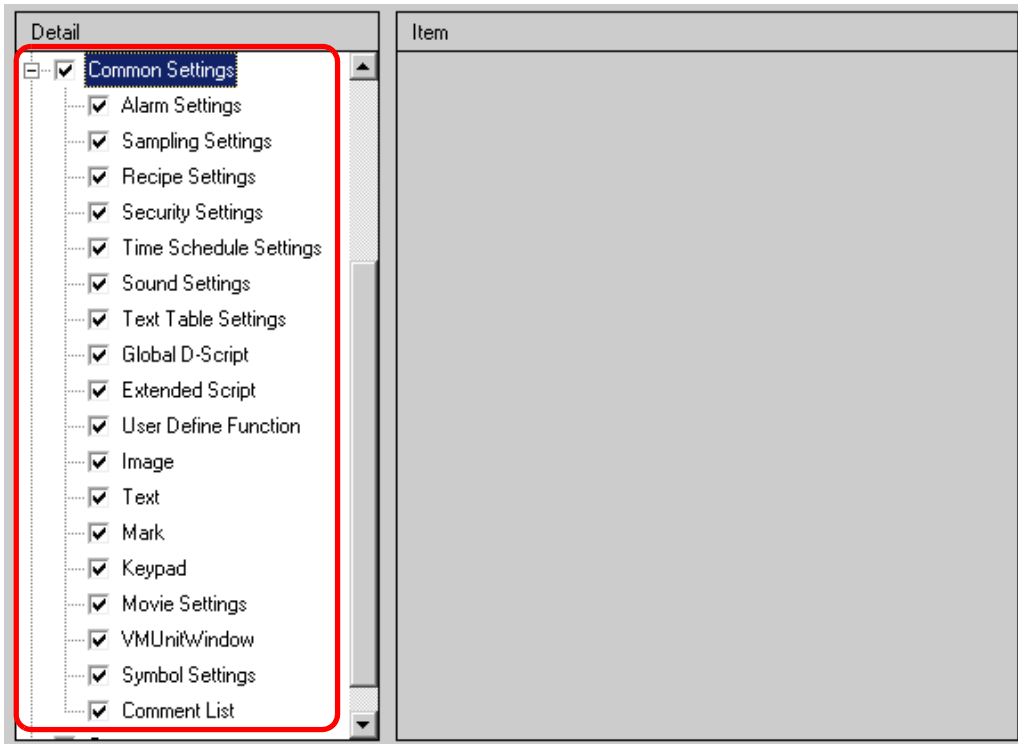 Detail
Item
Common Settings
Alarm Settings
Sampling Settings
Recipe Settings
Security Settings
Time Schedule Settings
Sound Settings
Text Table Settings
Global D-Script
Extended Script
User Define Function
Image
Text
Mark
Keypad
Movie Settings
VMUnitWindow
Symbol Settings
Comment List